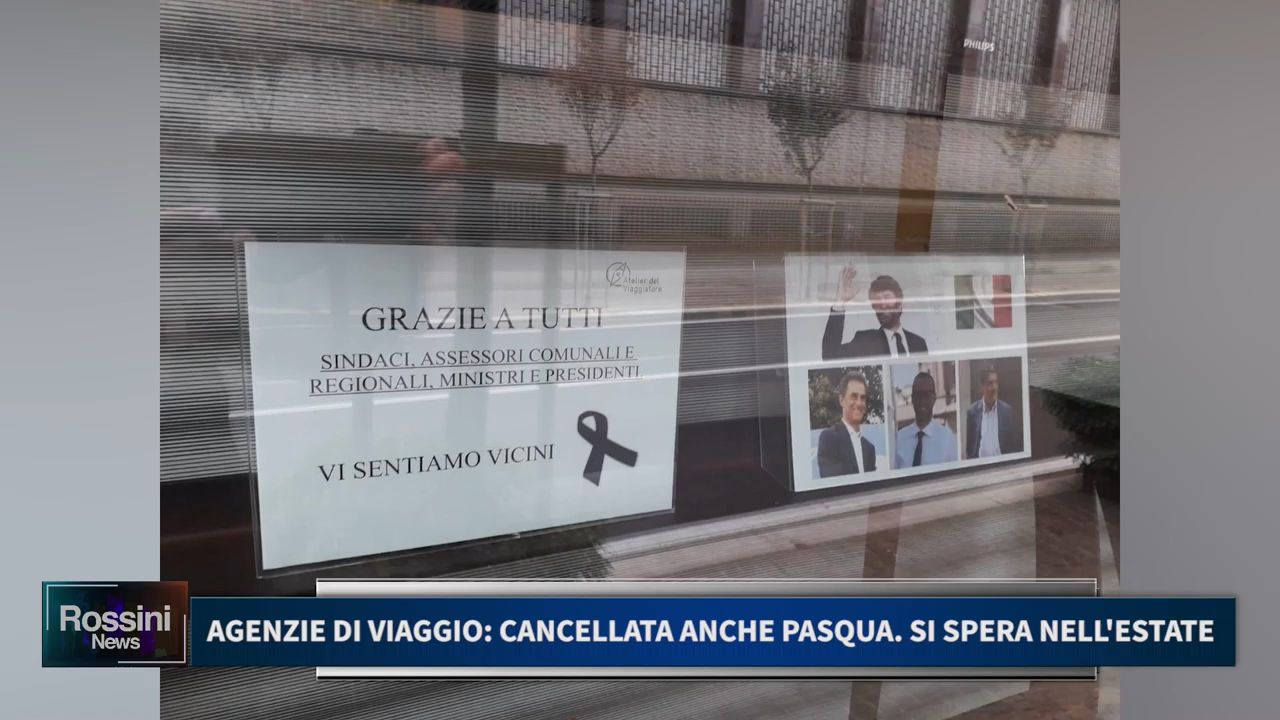 PHILIPS
Atelier del
Viaggiatore
GRAZIE A TUTTI
SINDACI, ASSESSORI COMUNALI E
REGIONALI, MINISTRI E PRESIDENTI
VI SENTIAMO VICINI
Rossini
News
AGENZIE DI VIAGGIO: CANCELLATA ANCHE PASQUA. SI SPERA NELL'ESTATE